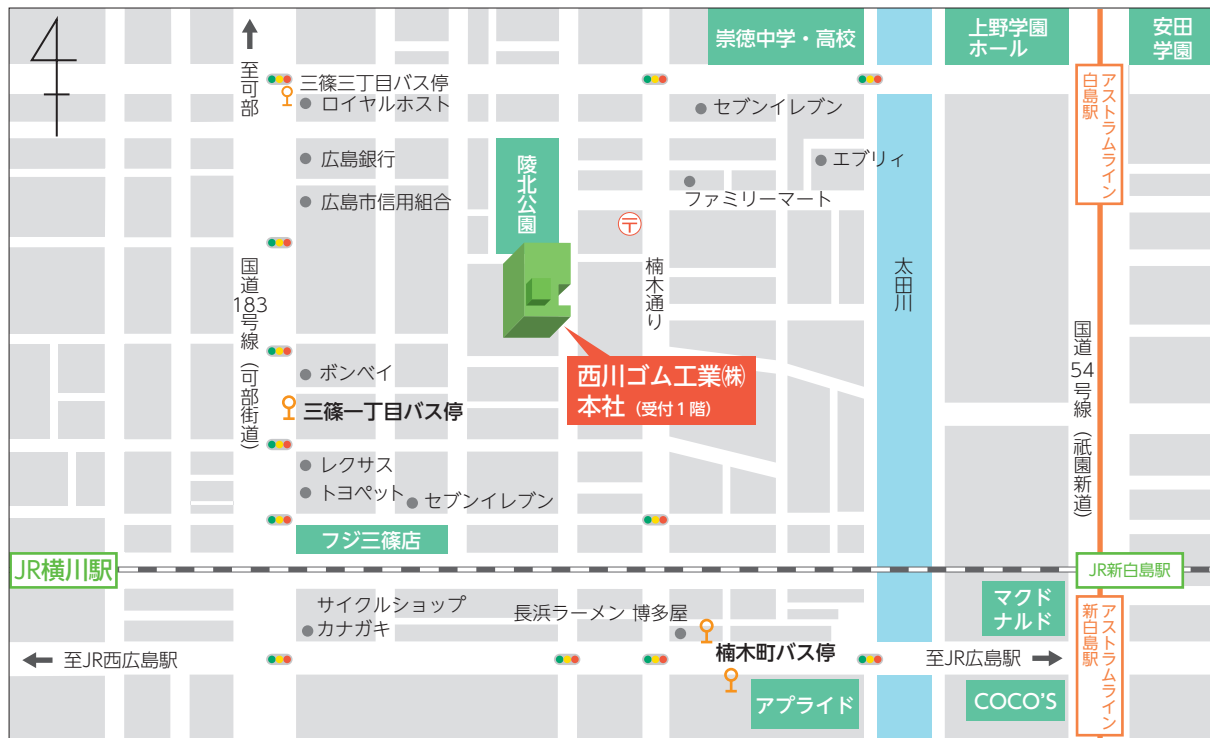 崇徳中学・高校
上野学園
ホール
安田
学園
至可部
三篠三丁目バス停
ロイヤルホスト
セブンイレブン
アストラムライン
白島駅
広島銀行
陵北公園
エブリィ
広島市信用組合
ファミリーマート
〒
国道183号線（可部街道）
楠木通り
太田川
国道54号線（祇園新道）
ボンベイ
西川ゴム工業㈱
本社（受付1階）
三篠一丁目バス停
レクサス
トヨペット
セブンイレブン
フジ三篠店
JR横川駅
JR新白島駅
サイクルショップ
カナガキ
長浜ラーメン 博多屋
マクド
ナルド
アストラムライン
新白島駅
至JR西広島駅
楠木町バス停
至JR広島駅
アプライド
COCO'S